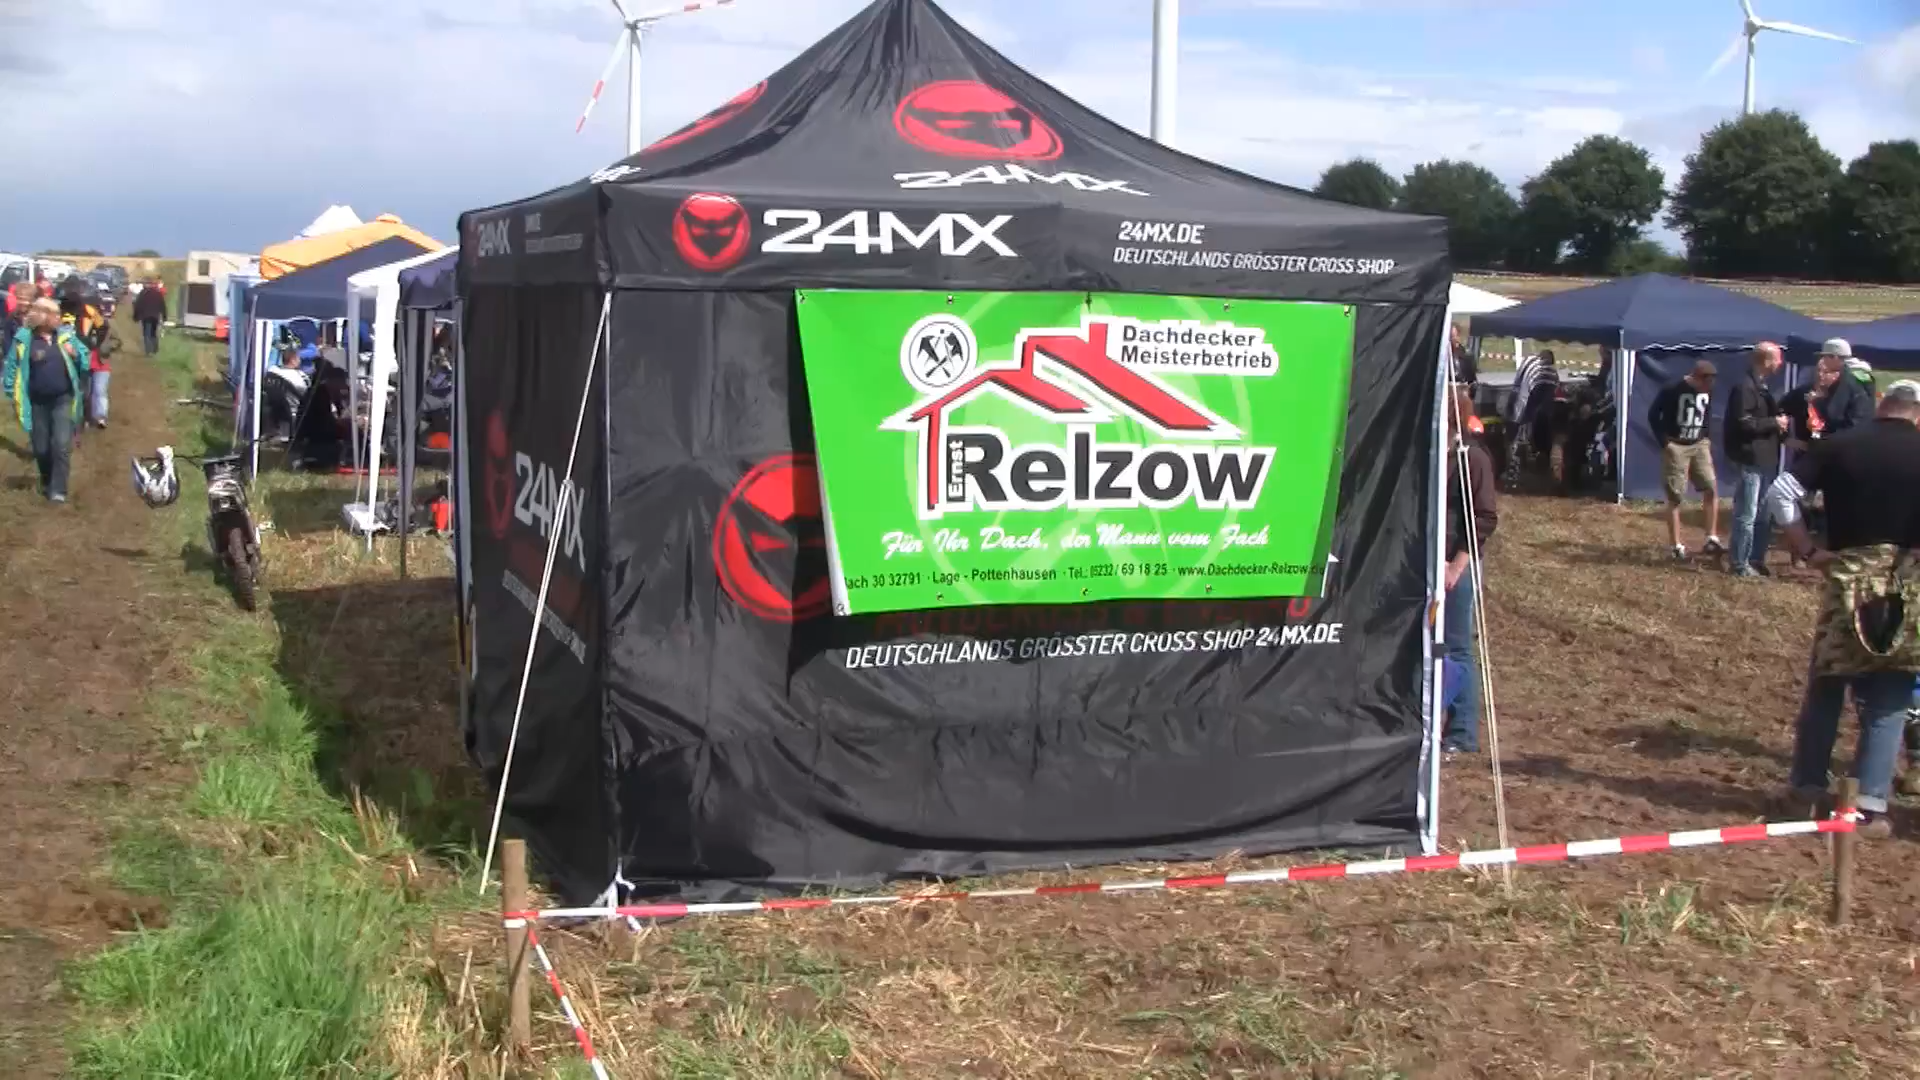 24MX
24MX
24MX
24MX.DE
DEUTSCHLANDS GRÖSSTER CROSS SHOP
Dachdecker
Meisterbetrieb
Ernst
Relzow
Für Ihr Dach, der Mann vom Fach
30 32791 · Lage - Pottenhausen · Tel.: 05232 / 69 18 25 · www.Dachdecker-Relzow.de
24MX
DEUTSCHLANDS GRÖSSTER CROSS SHOP 24MX.DE
GS